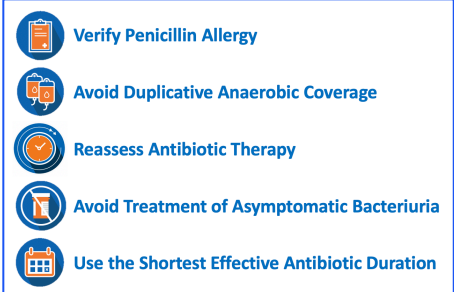 Verify Penicillin Allergy
Avoid Duplicative Anaerobic Coverage
Reassess Antibiotic Therapy
Avoid Treatment of Asymptomatic Bacteriuria
Use the Shortest Effective Antibiotic Duration